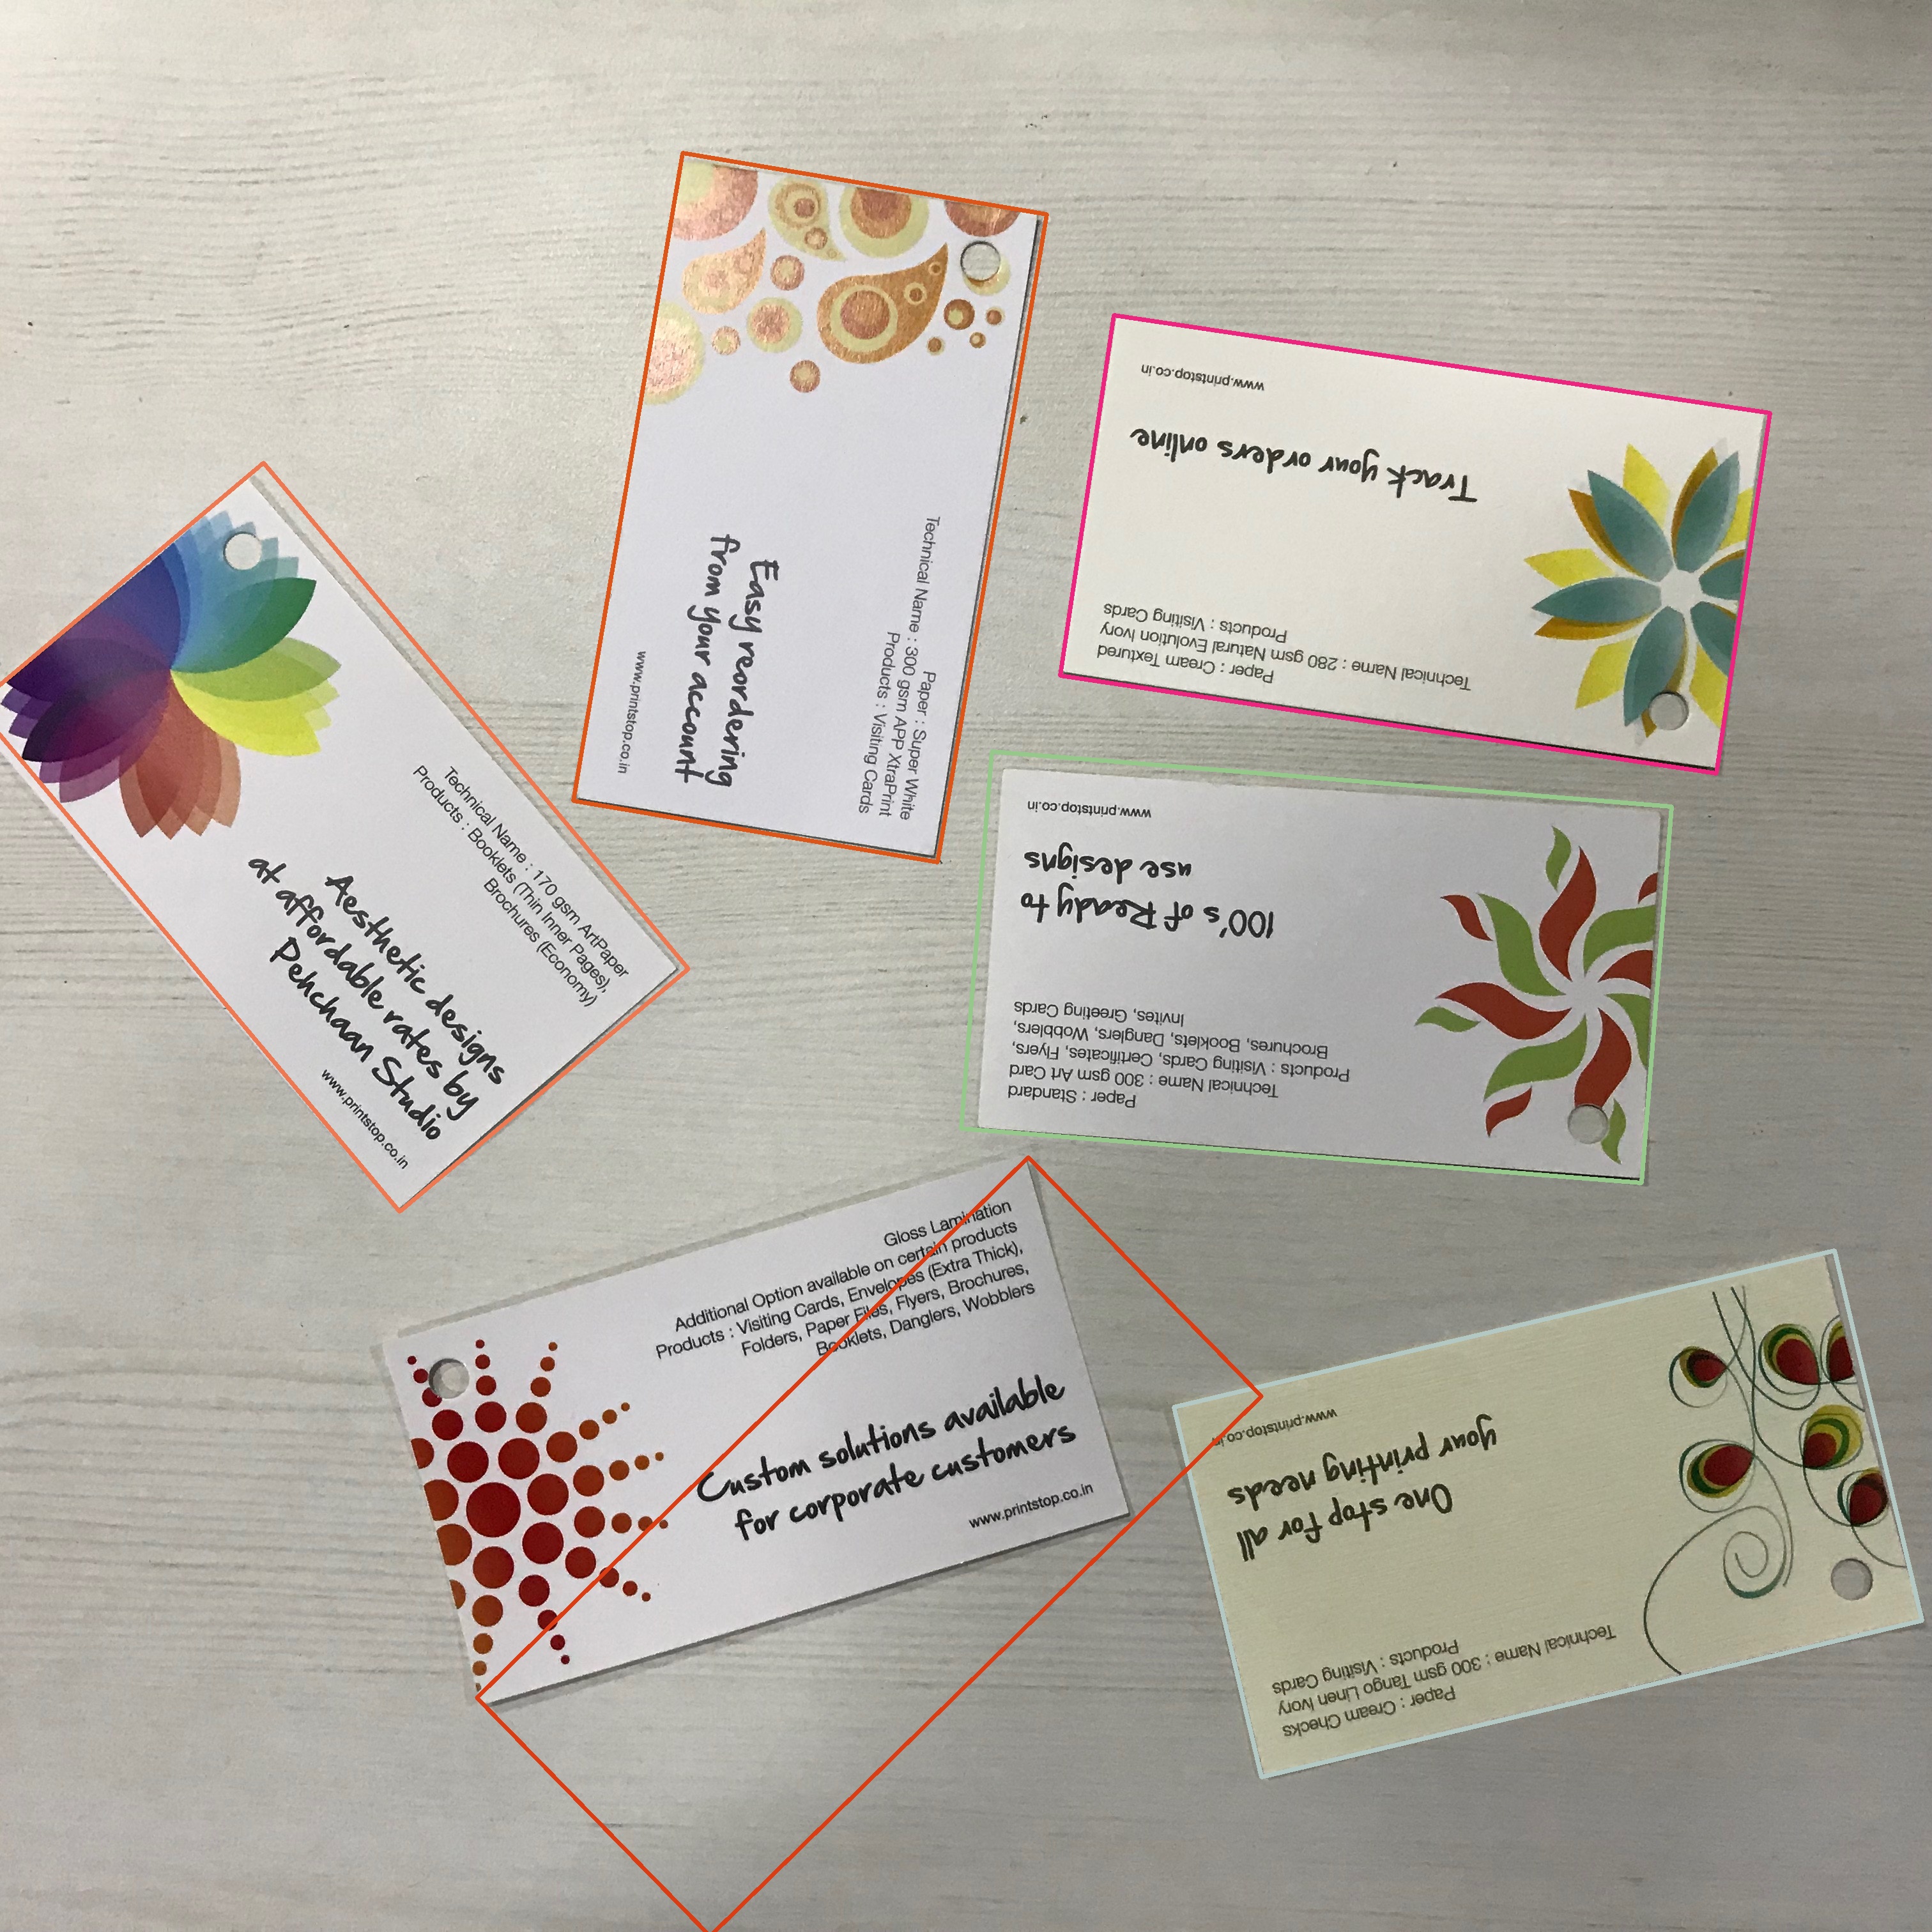 Paper : Super White
Technical Name : 300 gsm APP XtraPrint
Products : Visiting Cards
Easy reordering
from your account
www.printstop.co.in
Paper : Cream Textured
Technical Name : 280 gsm Natural Evolution Ivory
Products : Visiting Cards
Track your orders online
www.printstop.co.in
Technical Name : 170 gsm ArtPaper
Products : Booklets (Thin Inner Pages),
Brochures (Economy)
Aesthetic designs
at affordable rates by
Pehchaan Studio
www.printstop.co.in
Paper : Standard
Technical Name : 300 gsm Art Card
Products : Visiting Cards, Certificates, Flyers,
Brochures, Booklets, Danglers, Wobblers,
Invites, Greeting Cards
100's of Ready to
use designs
www.printstop.co.in
Gloss Lamination
Additional Option available on certain products
Products : Visiting Cards, Envelopes (Extra Thick),
Folders, Paper Files, Flyers, Brochures,
Booklets, Danglers, Wobblers
Custom solutions available
for corporate customers
www.printstop.co.in
Paper : Cream Checks
Technical Name : 300 gsm Tango Linen Ivory
Products : Visiting Cards
One stop for all
your printing needs
www.printstop.co.in